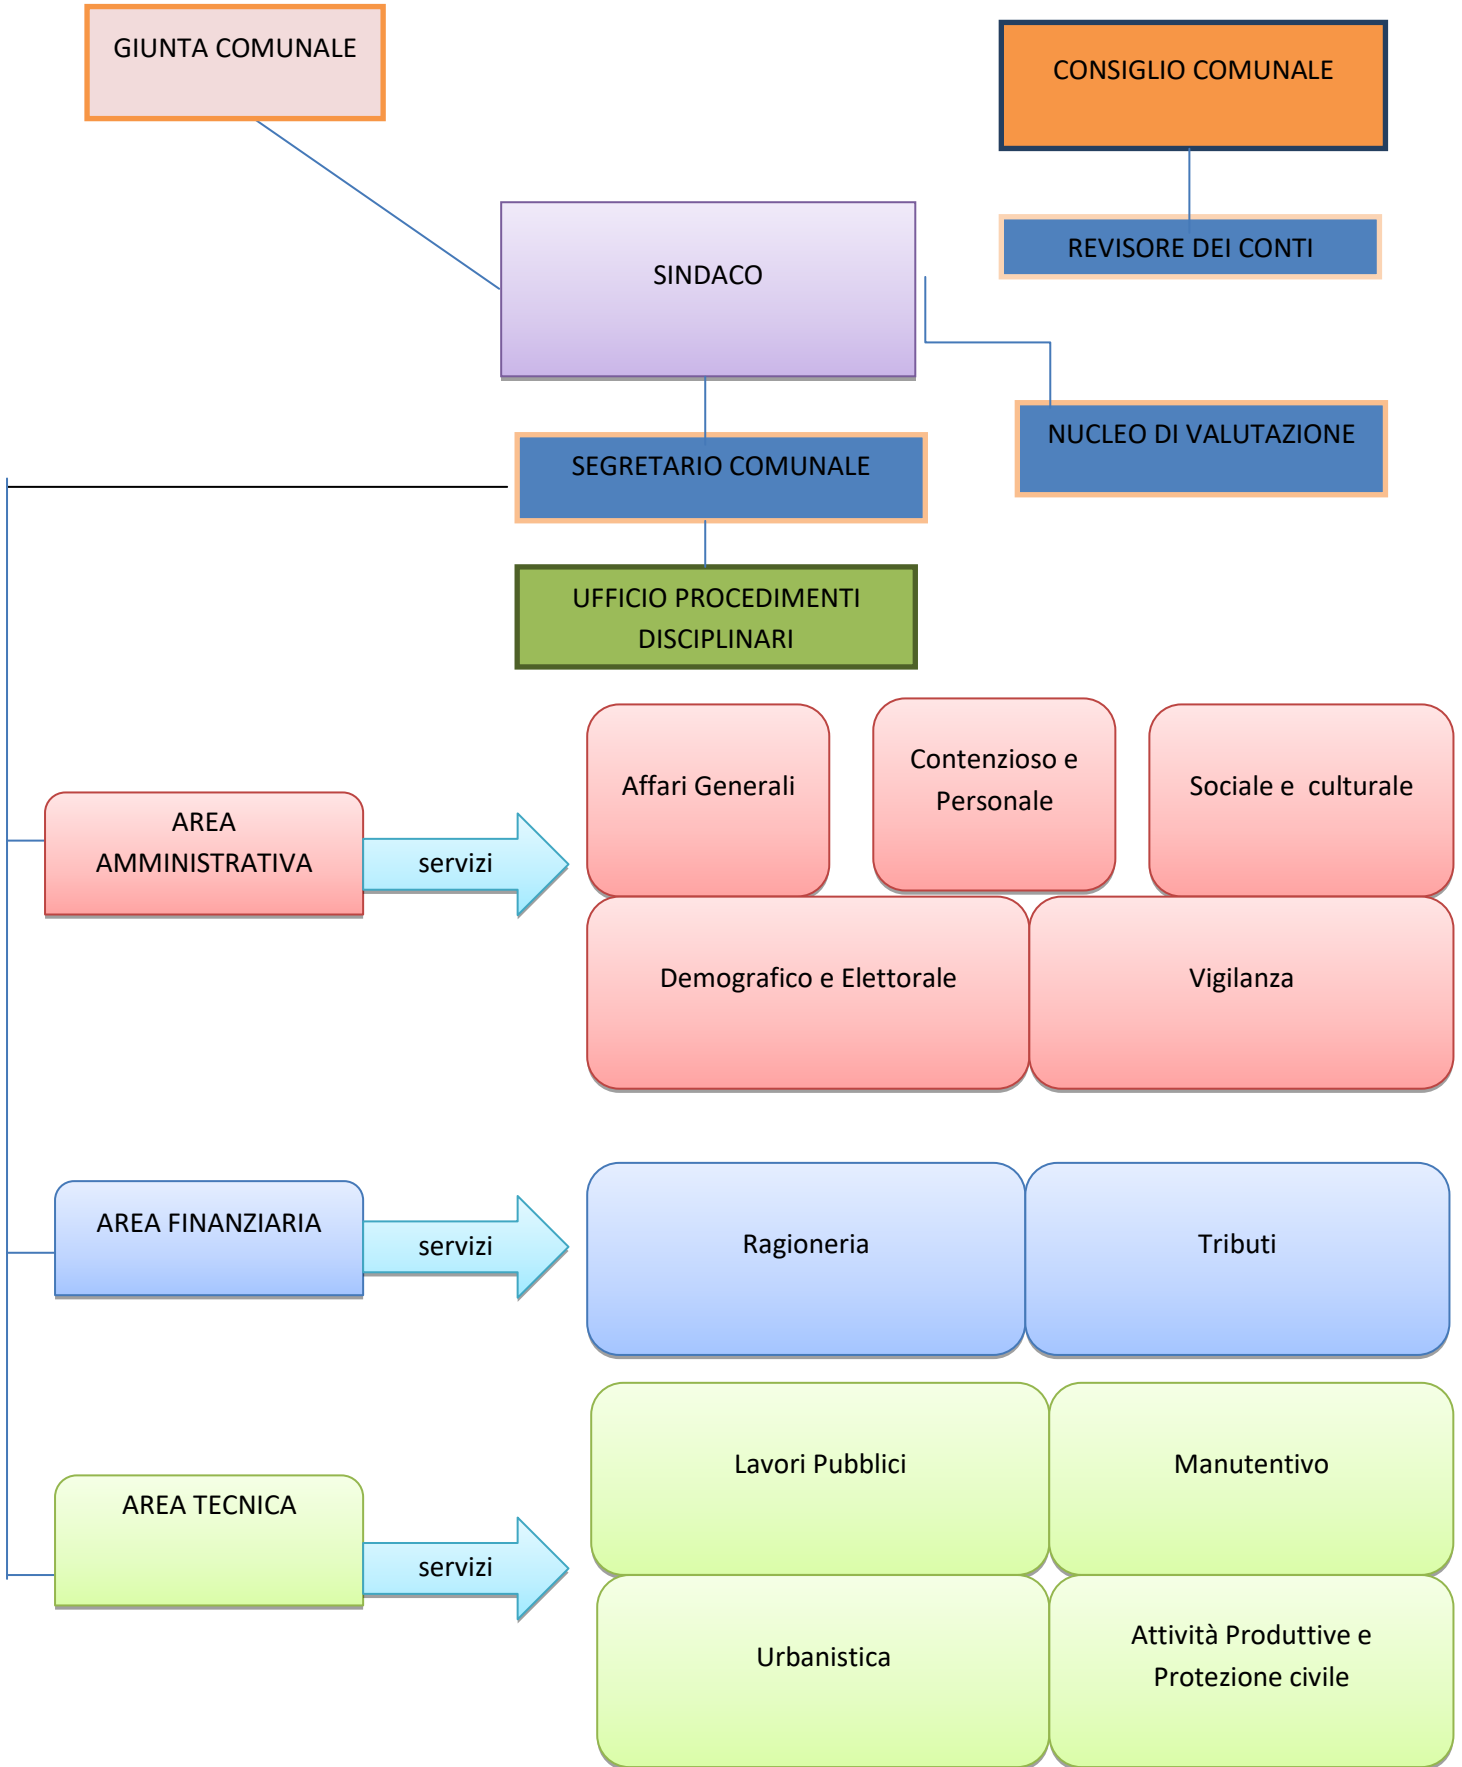 GIUNTA COMUNALE
CONSIGLIO COMUNALE
REVISORE DEI CONTI
SINDACO
NUCLEO DI VALUTAZIONE
SEGRETARIO COMUNALE
UFFICIO PROCEDIMENTI
DISCIPLINARI
AREA
AMMINISTRATIVA
servizi
Affari Generali
Contenzioso e
Personale
Sociale e  culturale
Demografico e Elettorale
Vigilanza
AREA FINANZIARIA
servizi
Ragioneria
Tributi
AREA TECNICA
servizi
Lavori Pubblici
Manutentivo
Urbanistica
Attività Produttive e
Protezione civile